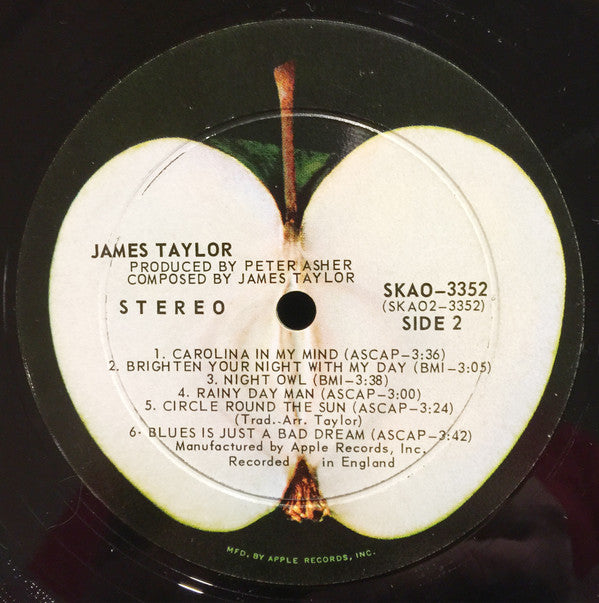 JAMES TAYLOR
PRODUCED BY PETER ASHER
COMPOSED BY JAMES TAYLOR
STEREO
SKAO-3352
(SKAO2-3352)
SIDE 2
1. CAROLINA IN MY MIND (ASCAP-3:36)
2. BRIGHTEN YOUR NIGHT WITH MY DAY (BMI-3:05)
3. NIGHT OWL (BMI-3:38)
4. RAINY DAY MAN (ASCAP-3:00)
5. CIRCLE ROUND THE SUN (ASCAP-3:24)
(Trad..Arr. Taylor)
6· BLUES IS JUST A BAD DREAM (ASCAP-3:42)
Manufactured by Apple Records, Inc.
Recorded in England
MFD. BY APPLE RECORDS, INC.